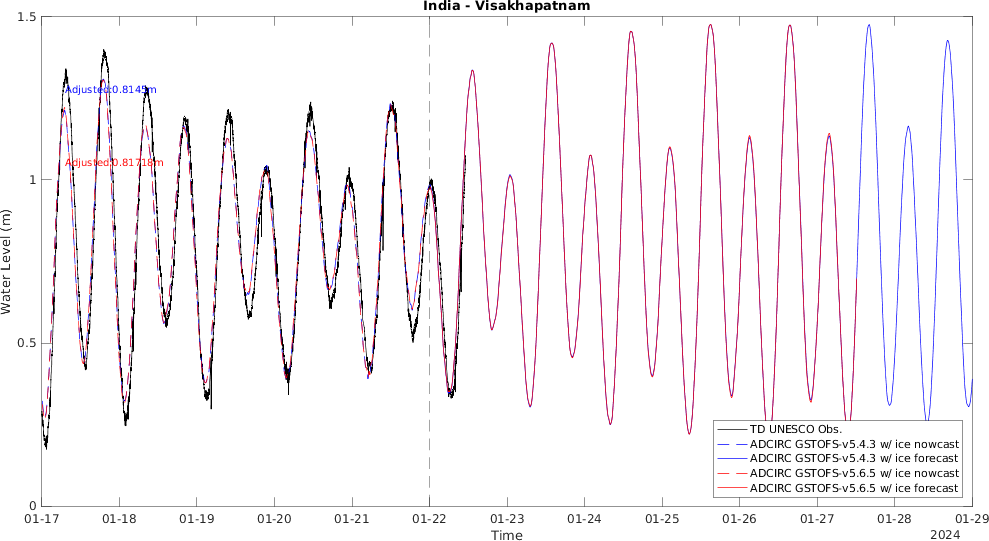 India - Visakhapatnam
1.5
1
0.5
0
Water Level (m)
Adjusted:0.8145m
Adjusted:0.81718m
TD UNESCO Obs.
ADCIRC GSTOFS-v5.4.3 w/ ice nowcast
ADCIRC GSTOFS-v5.4.3 w/ ice forecast
ADCIRC GSTOFS-v5.6.5 w/ ice nowcast
ADCIRC GSTOFS-v5.6.5 w/ ice forecast
01-17 01-18 01-19 01-20 01-21 01-22 01-23 01-24 01-25 01-26 01-27 01-28 01-29
Time
2024